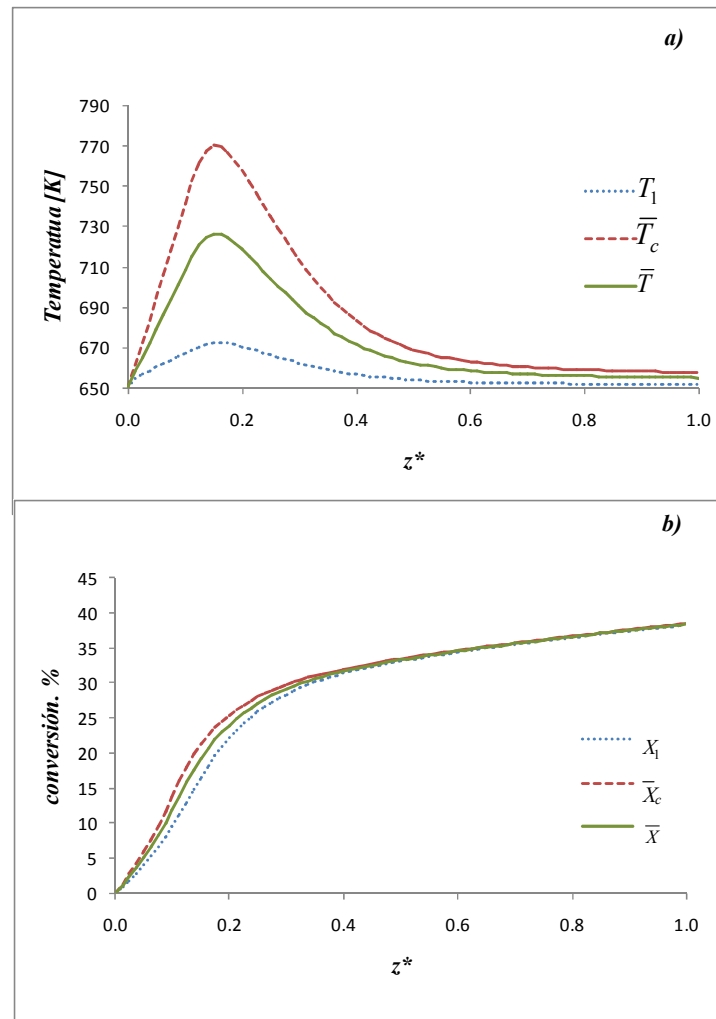 a)
790
770
750
730
710
690
670
650
Temperatua [K]
T1
T̅c
T̅
0.0 0.2 0.4 0.6 0.8 1.0
z*
b)
45
40
35
30
25
20
15
10
5
0
conversión. %
X1
X̅c
X̅
0.0 0.2 0.4 0.6 0.8 1.0
z*